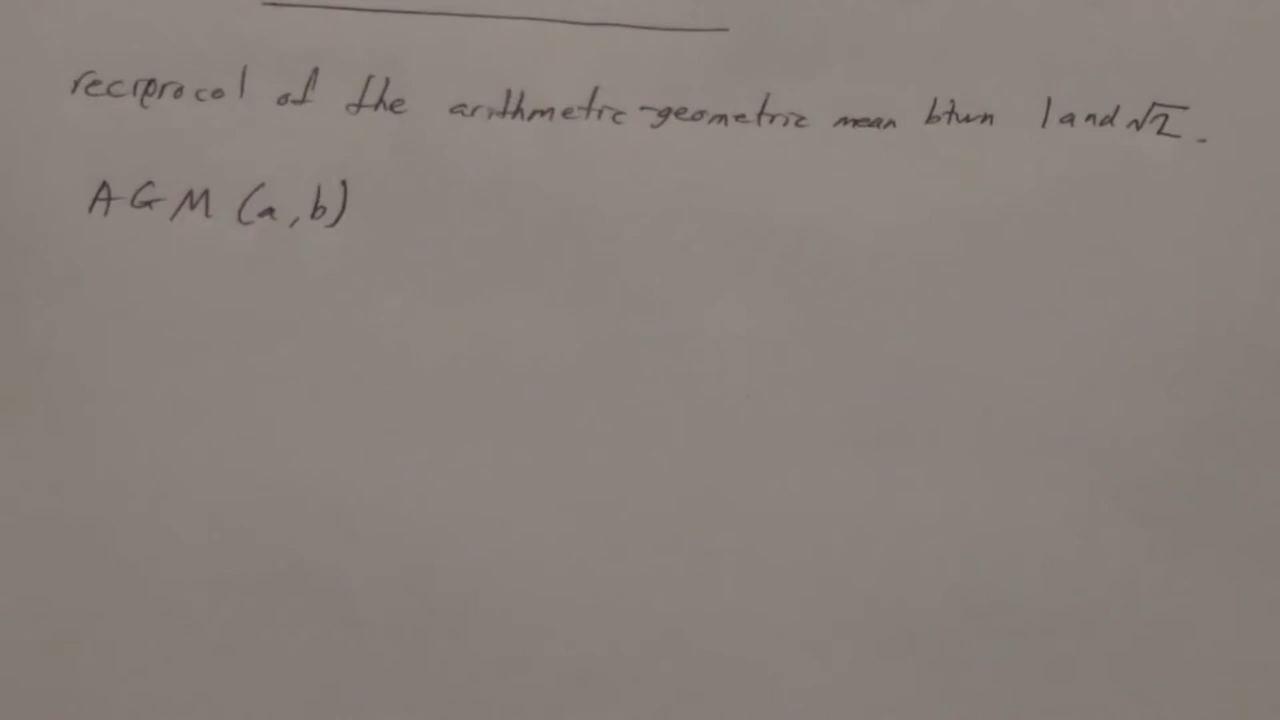 reciprocal of the arithmetic-geometric mean btwn 1 and √2.
AGM (a,b)